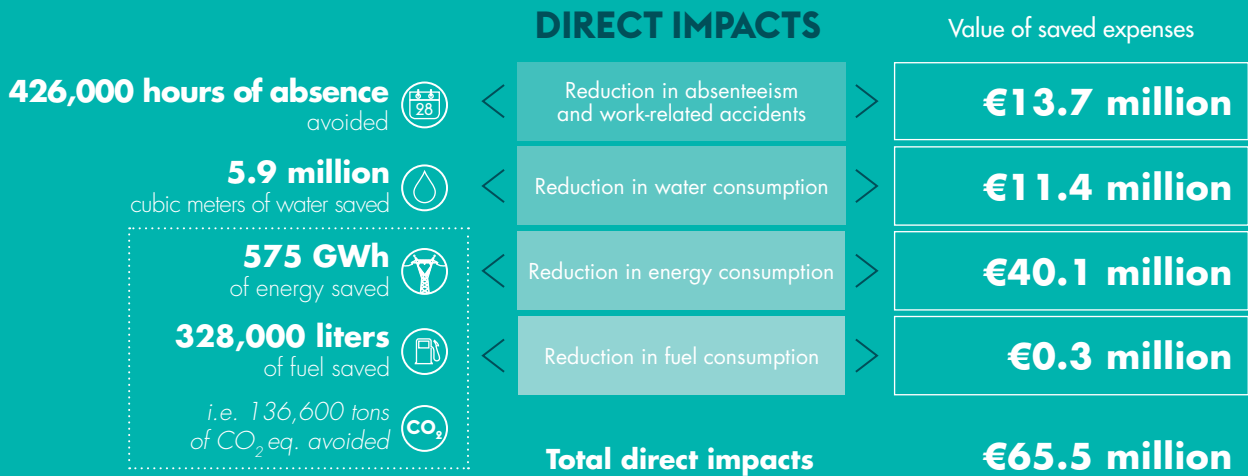 DIRECT IMPACTS
Value of saved expenses
426,000 hours of absence
avoided
28
Reduction in absenteeism
and work-related accidents
€13.7 million
5.9 million
cubic meters of water saved
Reduction in water consumption
€11.4 million
575 GWh
of energy saved
Reduction in energy consumption
€40.1 million
328,000 liters
of fuel saved
Reduction in fuel consumption
€0.3 million
i.e. 136,600 tons
of CO₂ eq. avoided
CO₂
Total direct impacts
€65.5 million